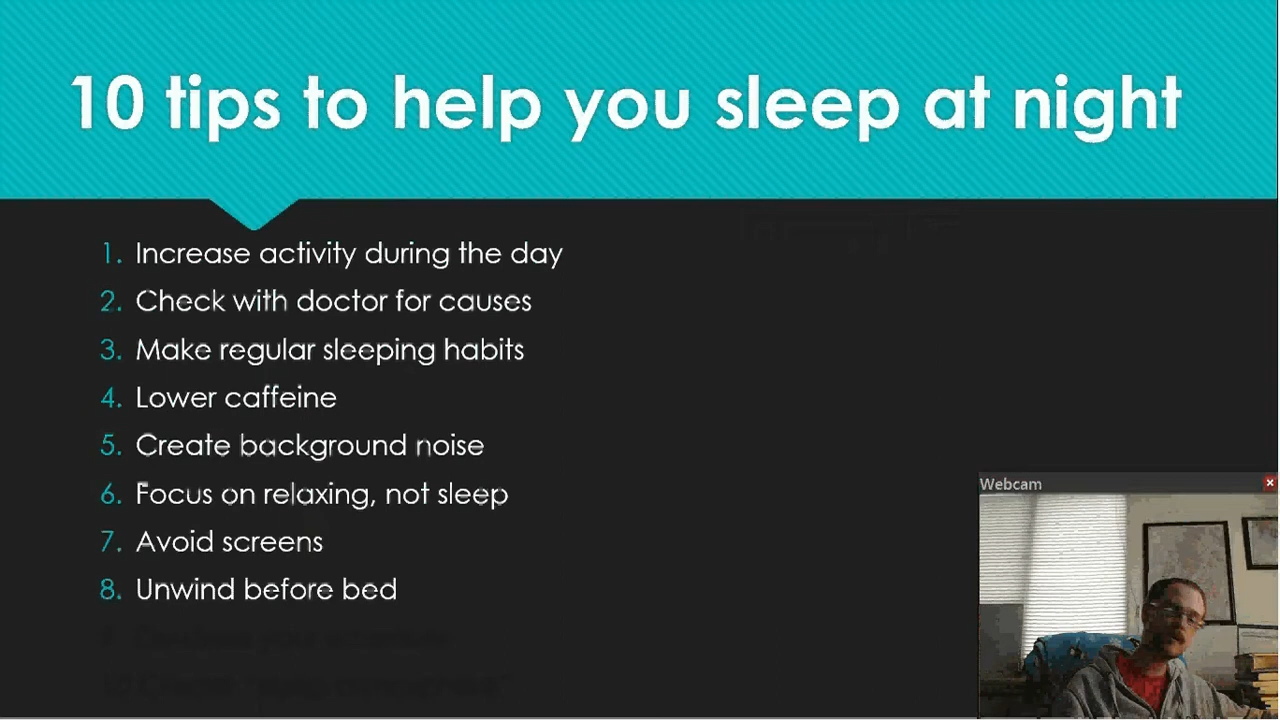 10 tips to help you sleep at night
1. Increase activity during the day
2. Check with doctor for causes
3. Make regular sleeping habits
4. Lower caffeine
5. Create background noise
6. Focus on relaxing, not sleep
7. Avoid screens
8. Unwind before bed
Webcam